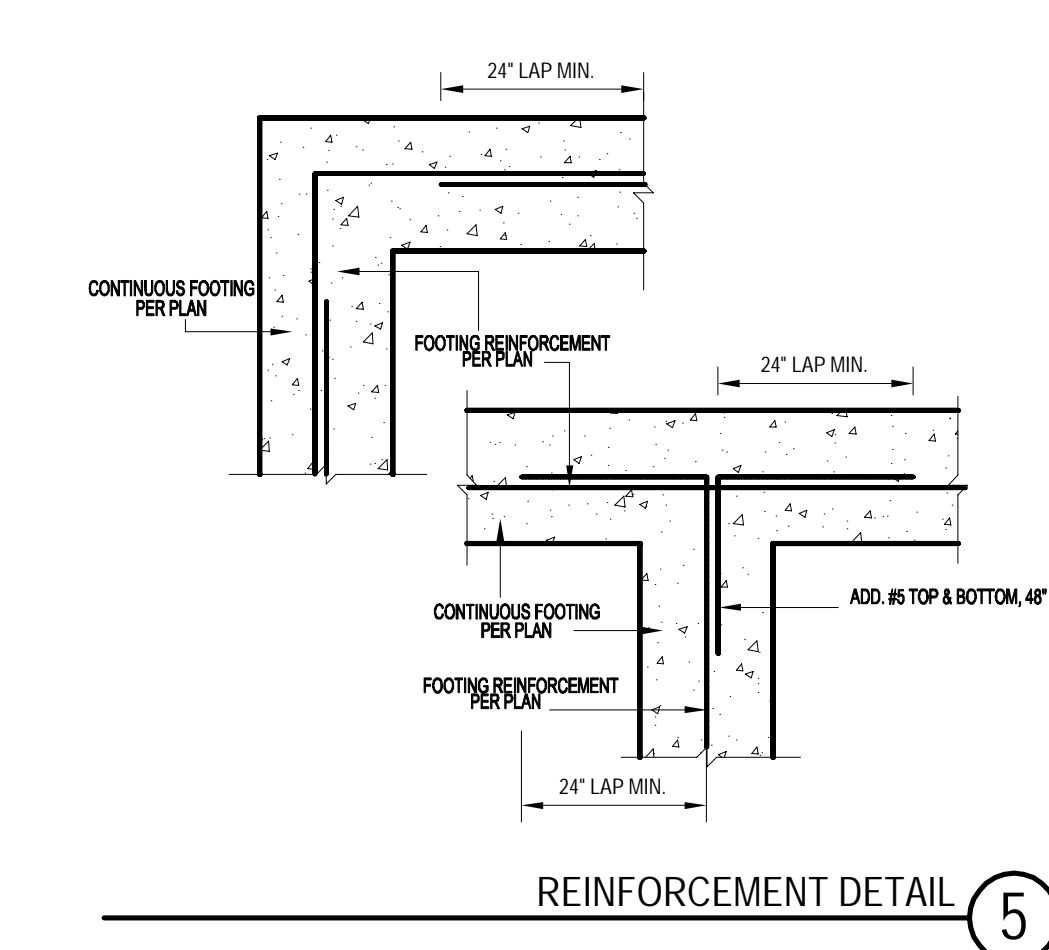 24" LAP MIN.
CONTINUOUS FOOTING
PER PLAN
FOOTING REINFORCEMENT
PER PLAN
24" LAP MIN.
ADD. #5 TOP & BOTTOM, 48"
CONTINUOUS FOOTING
PER PLAN
FOOTING REINFORCEMENT
PER PLAN
24" LAP MIN.
REINFORCEMENT DETAIL
5